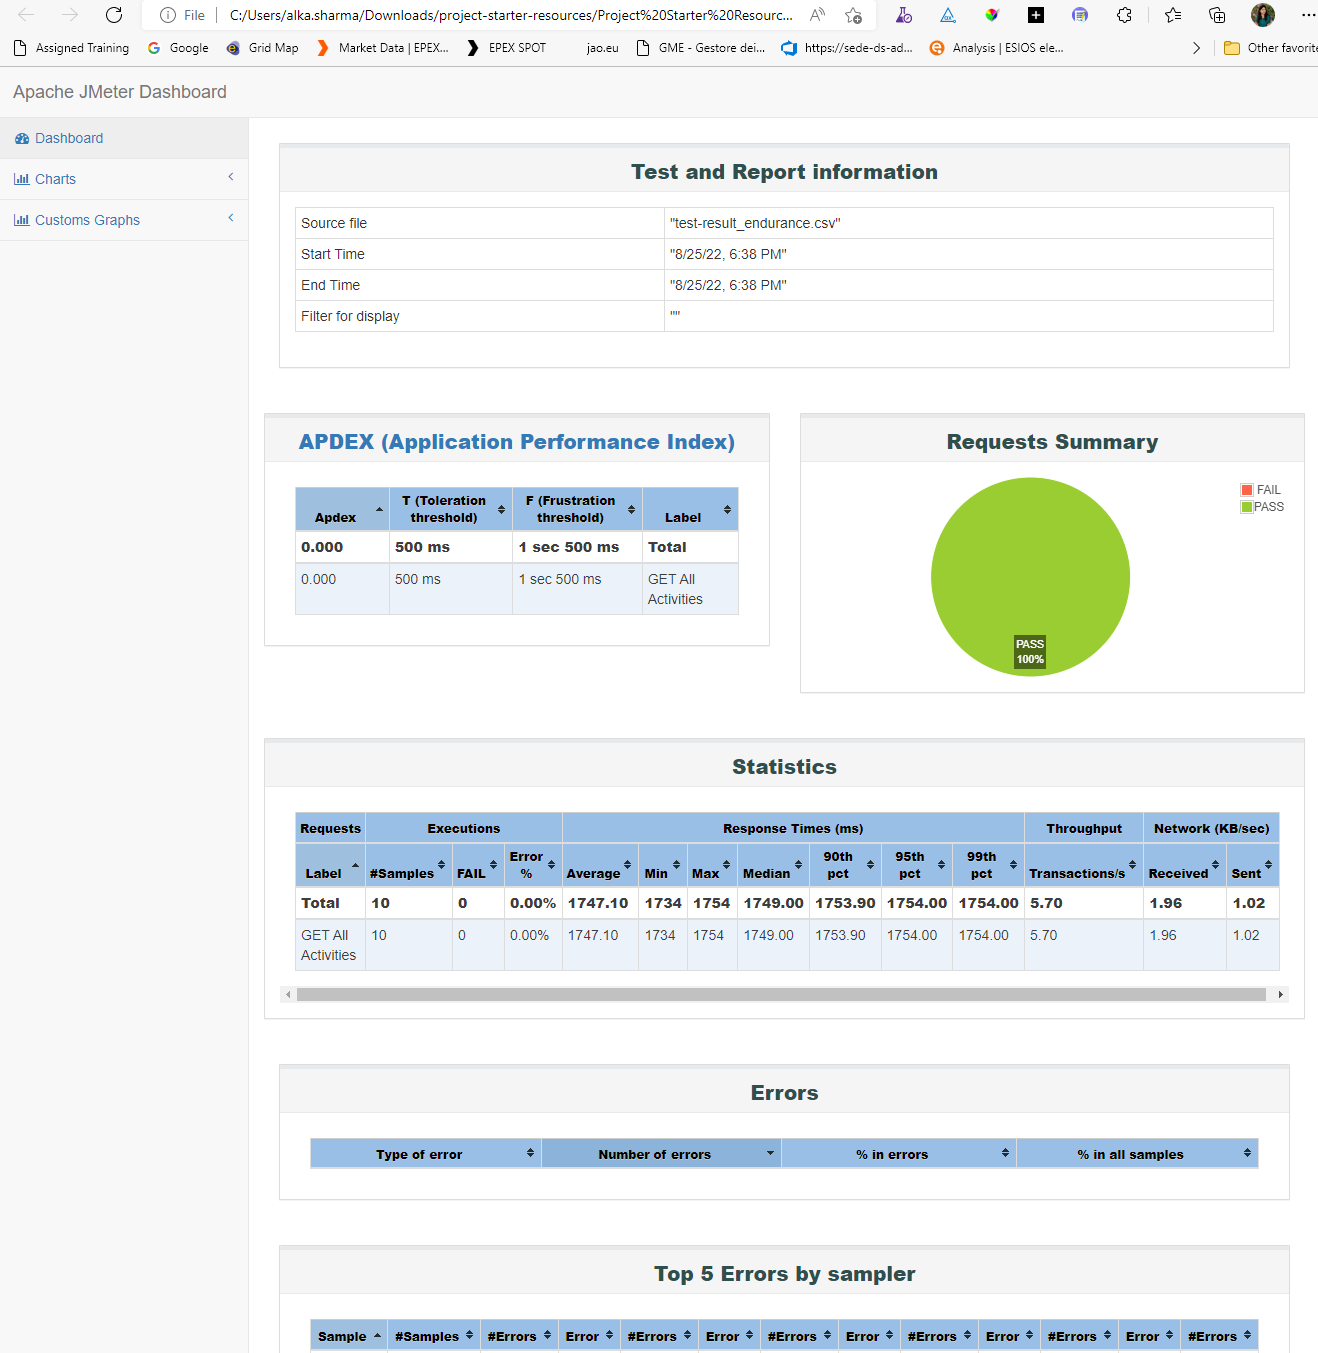 File C:/Users/alka.sharma/Downloads/project-starter-resources/Project%20Starter%20Resourc...
Assigned Training Google Grid Map Market Data | EPEX... EPEX SPOT jao.eu GME - Gestore dei... https://sede-ds-ad... Analysis | ESIOS ele... Other favorite
Apache JMeter Dashboard
Dashboard
Charts
Customs Graphs
Test and Report information
Source file "test-result_endurance.csv"
Start Time "8/25/22, 6:38 PM"
End Time "8/25/22, 6:38 PM"
Filter for display ""
APDEX (Application Performance Index)
Apdex T (Toleration threshold) F (Frustration threshold) Label
0.000 500 ms 1 sec 500 ms Total
0.000 500 ms 1 sec 500 ms GET All Activities
Requests Summary
FAIL
PASS
PASS
100%
Statistics
Requests Executions Response Times (ms) Throughput Network (KB/sec)
Label #Samples FAIL Error % Average Min Max Median 90th pct 95th pct 99th pct Transactions/s Received Sent
Total 10 0 0.00% 1747.10 1734 1754 1749.00 1753.90 1754.00 1754.00 5.70 1.96 1.02
GET All Activities 10 0 0.00% 1747.10 1734 1754 1749.00 1753.90 1754.00 1754.00 5.70 1.96 1.02
Errors
Type of error Number of errors % in errors % in all samples
Top 5 Errors by sampler
Sample #Samples #Errors Error #Errors Error #Errors Error #Errors Error #Errors Error #Errors